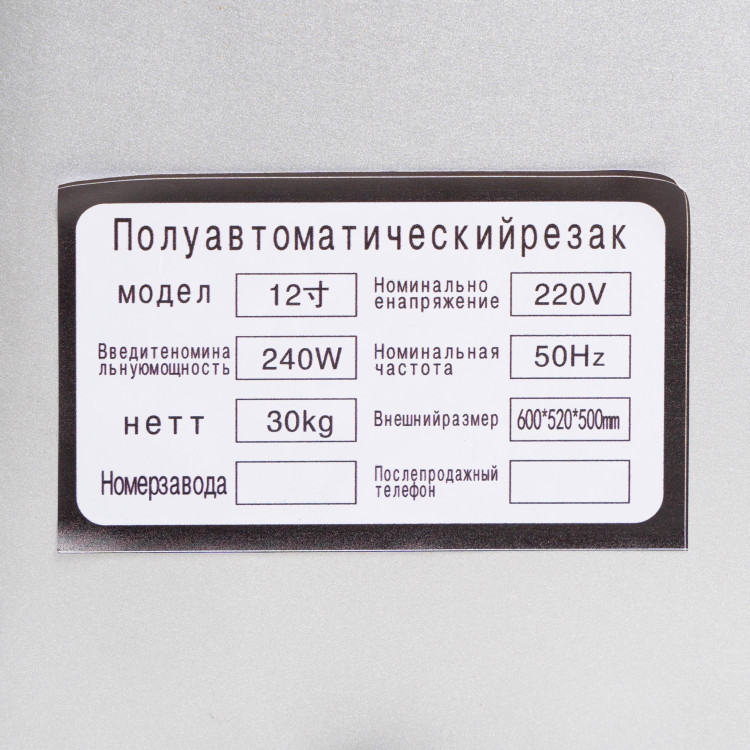 Полуавтоматическийрезак
модел 12寸 Номинально
енапряжение 220V
Введитеномина
льнуюмощность 240W Номинальная
частота 50Hz
нетт 30kg Внешнийразмер 600*520*500mm
Номерзавода Послепродажный
телефон